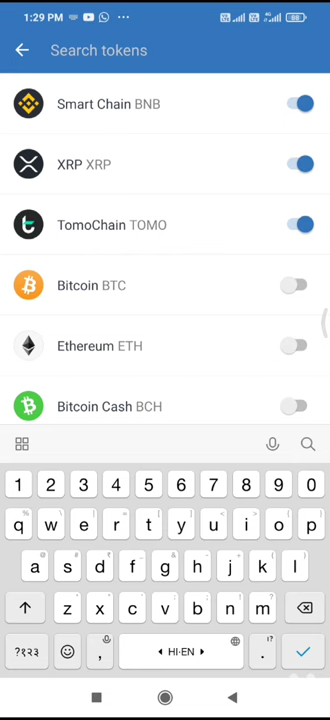 1:29 PM
Search tokens
Smart Chain BNB
XRP XRP
TomoChain TOMO
Bitcoin BTC
Ethereum ETH
Bitcoin Cash BCH
1 2 3 4 5 6 7 8 9 0
q w e r t y u i o p
a s d f g h j k l
z x c v b n m
?१२३ , HI·EN .